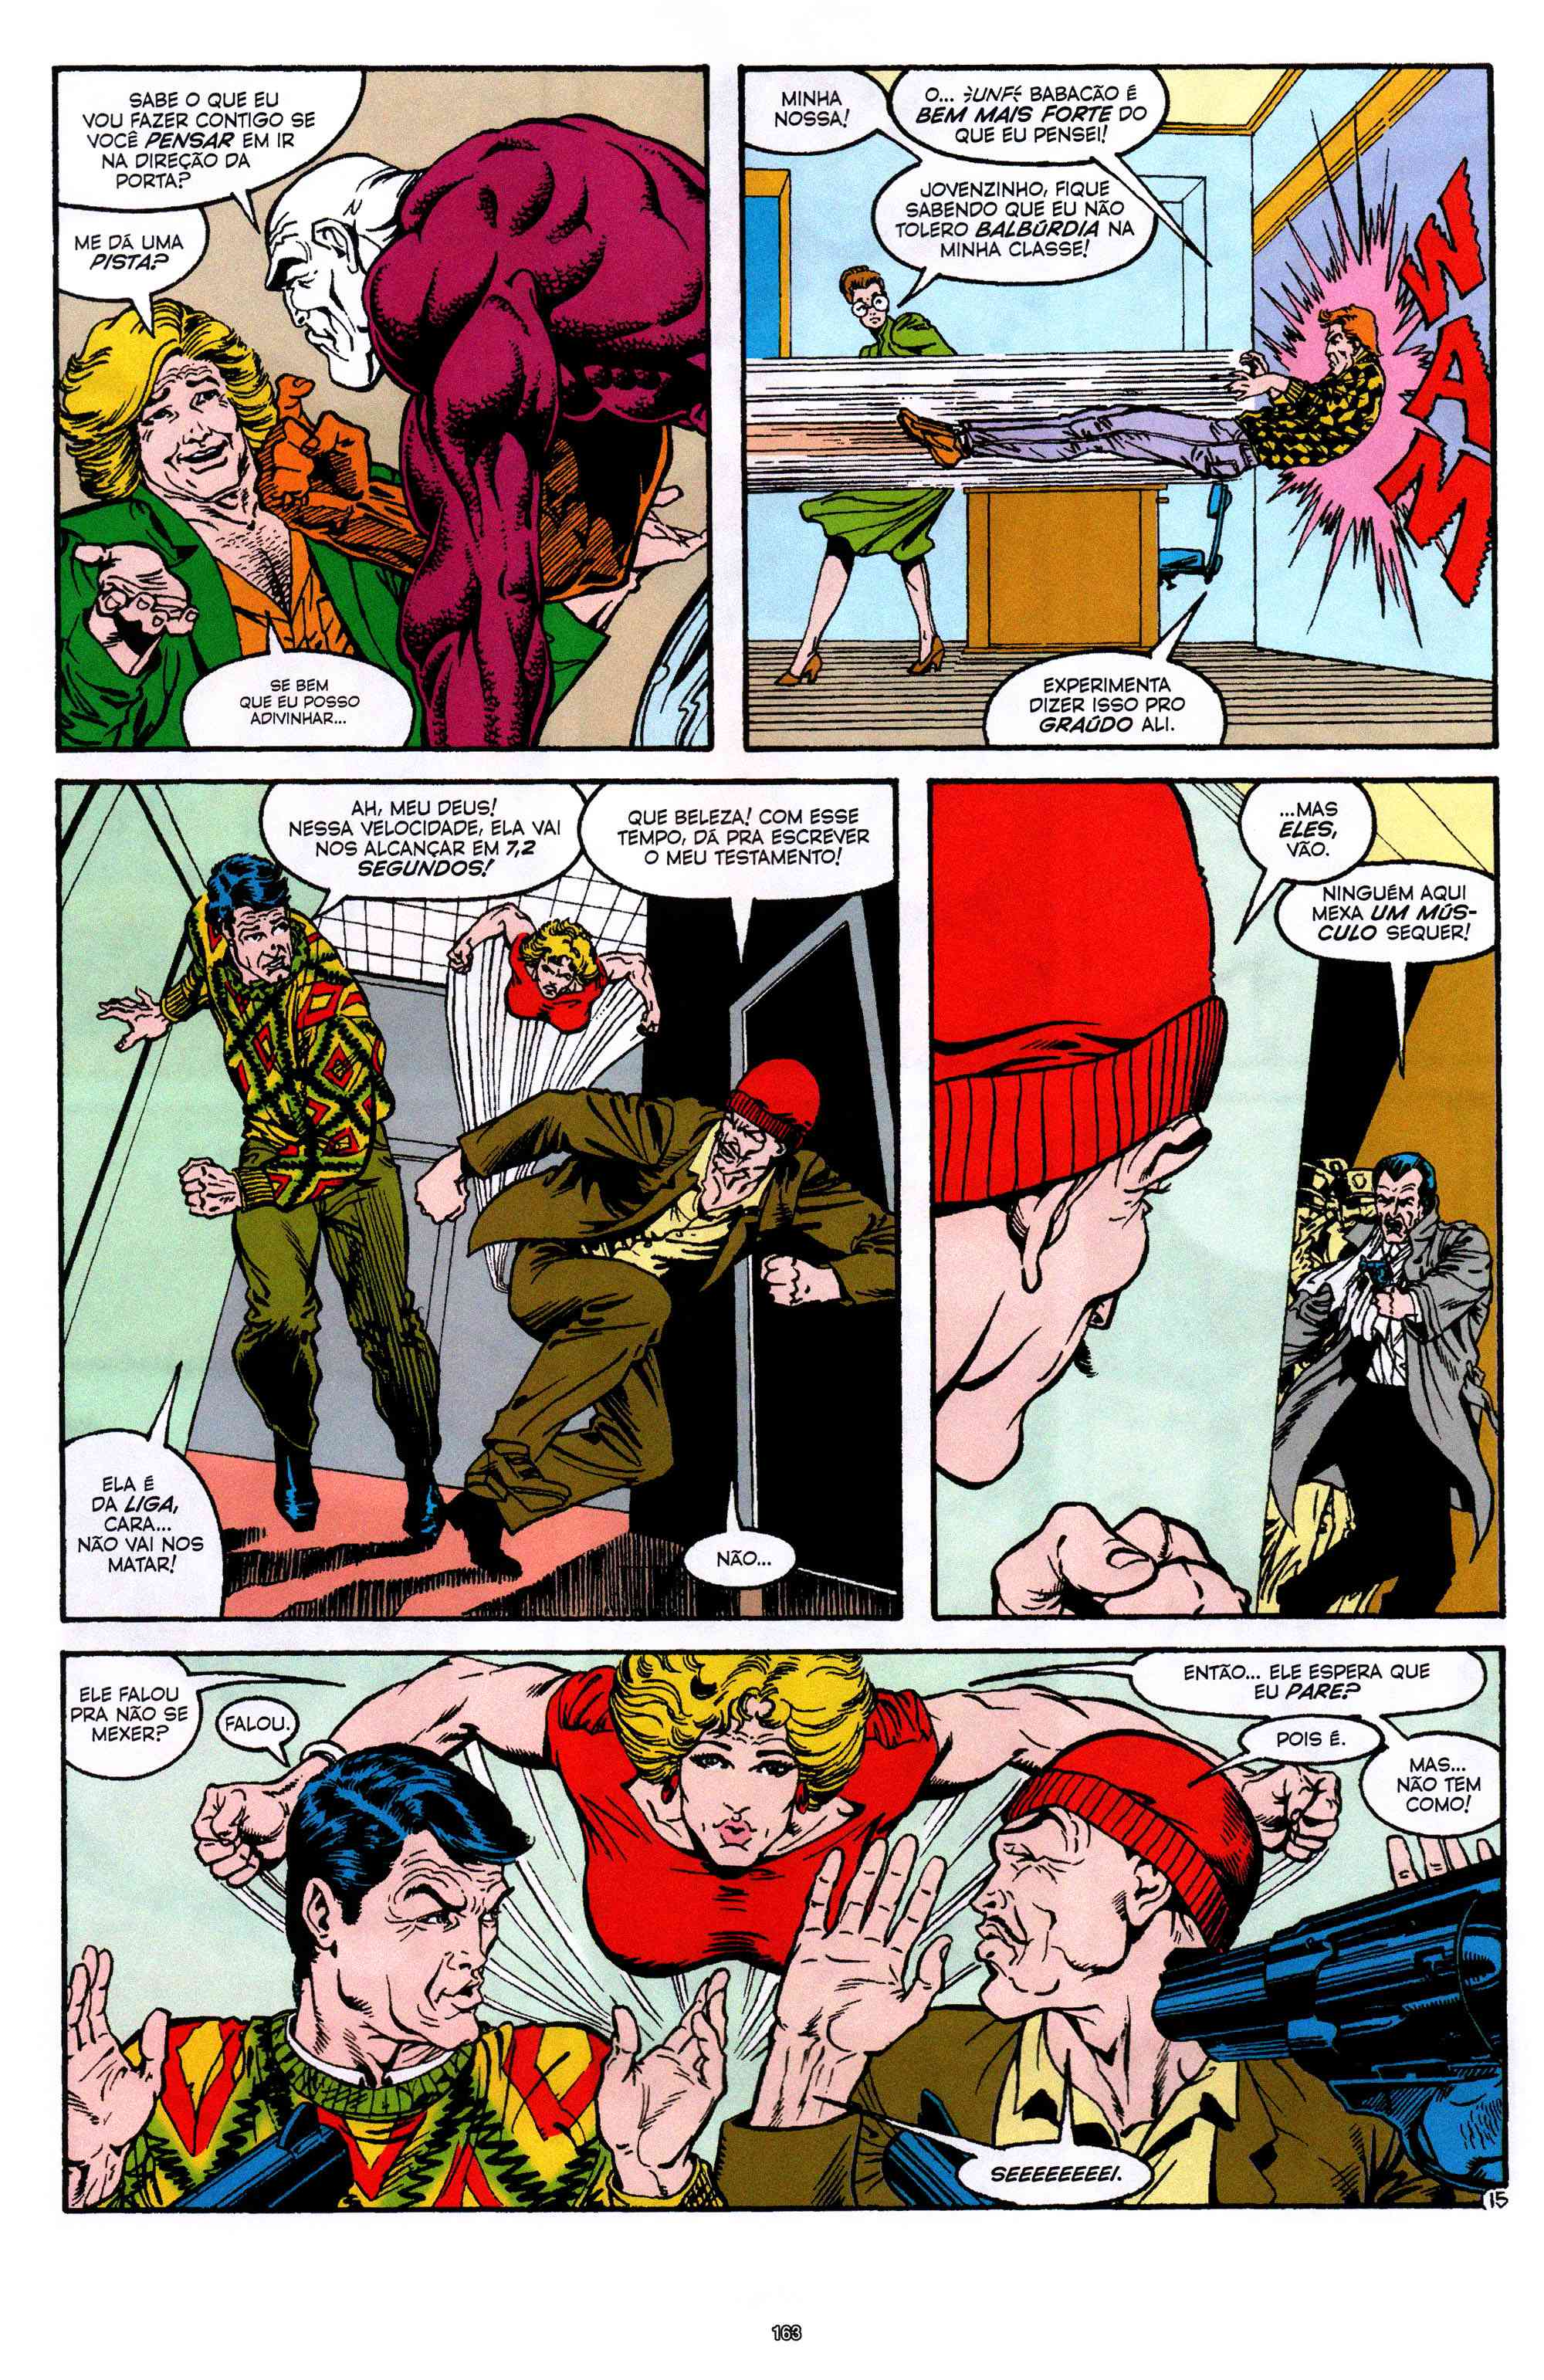 SABE O QUE EU
VOU FAZER CONTIGO SE
VOCÊ PENSAR EM IR
NA DIREÇÃO DA
PORTA?
ME DÁ UMA
PISTA?
SE BEM
QUE EU POSSO
ADIVINHAR...
MINHA
NOSSA!
O... UNF BABACÃO É
BEM MAIS FORTE DO
QUE EU PENSEI!
JOVENZINHO, FIQUE
SABENDO QUE EU NÃO
TOLERO BALBÚRDIA NA
MINHA CLASSE!
WAM
EXPERIMENTA
DIZER ISSO PRO
GRAÚDO ALI.
AH, MEU DEUS!
NESSA VELOCIDADE, ELA VAI
NOS ALCANÇAR EM 7,2
SEGUNDOS!
QUE BELEZA! COM ESSE
TEMPO, DÁ PRA ESCREVER
O MEU TESTAMENTO!
ELA É
DA LIGA,
CARA...
NÃO VAI NOS
MATAR!
NÃO...
...MAS
ELES,
VÃO.
NINGUÉM AQUI
MEXA UM MÚS-
CULO SEQUER!
ELE FALOU
PRA NÃO SE
MEXER?
FALOU.
ENTÃO... ELE ESPERA QUE
EU PARE?
POIS É.
MAS...
NÃO TEM
COMO!
SEEEEEEEEI.
15
163